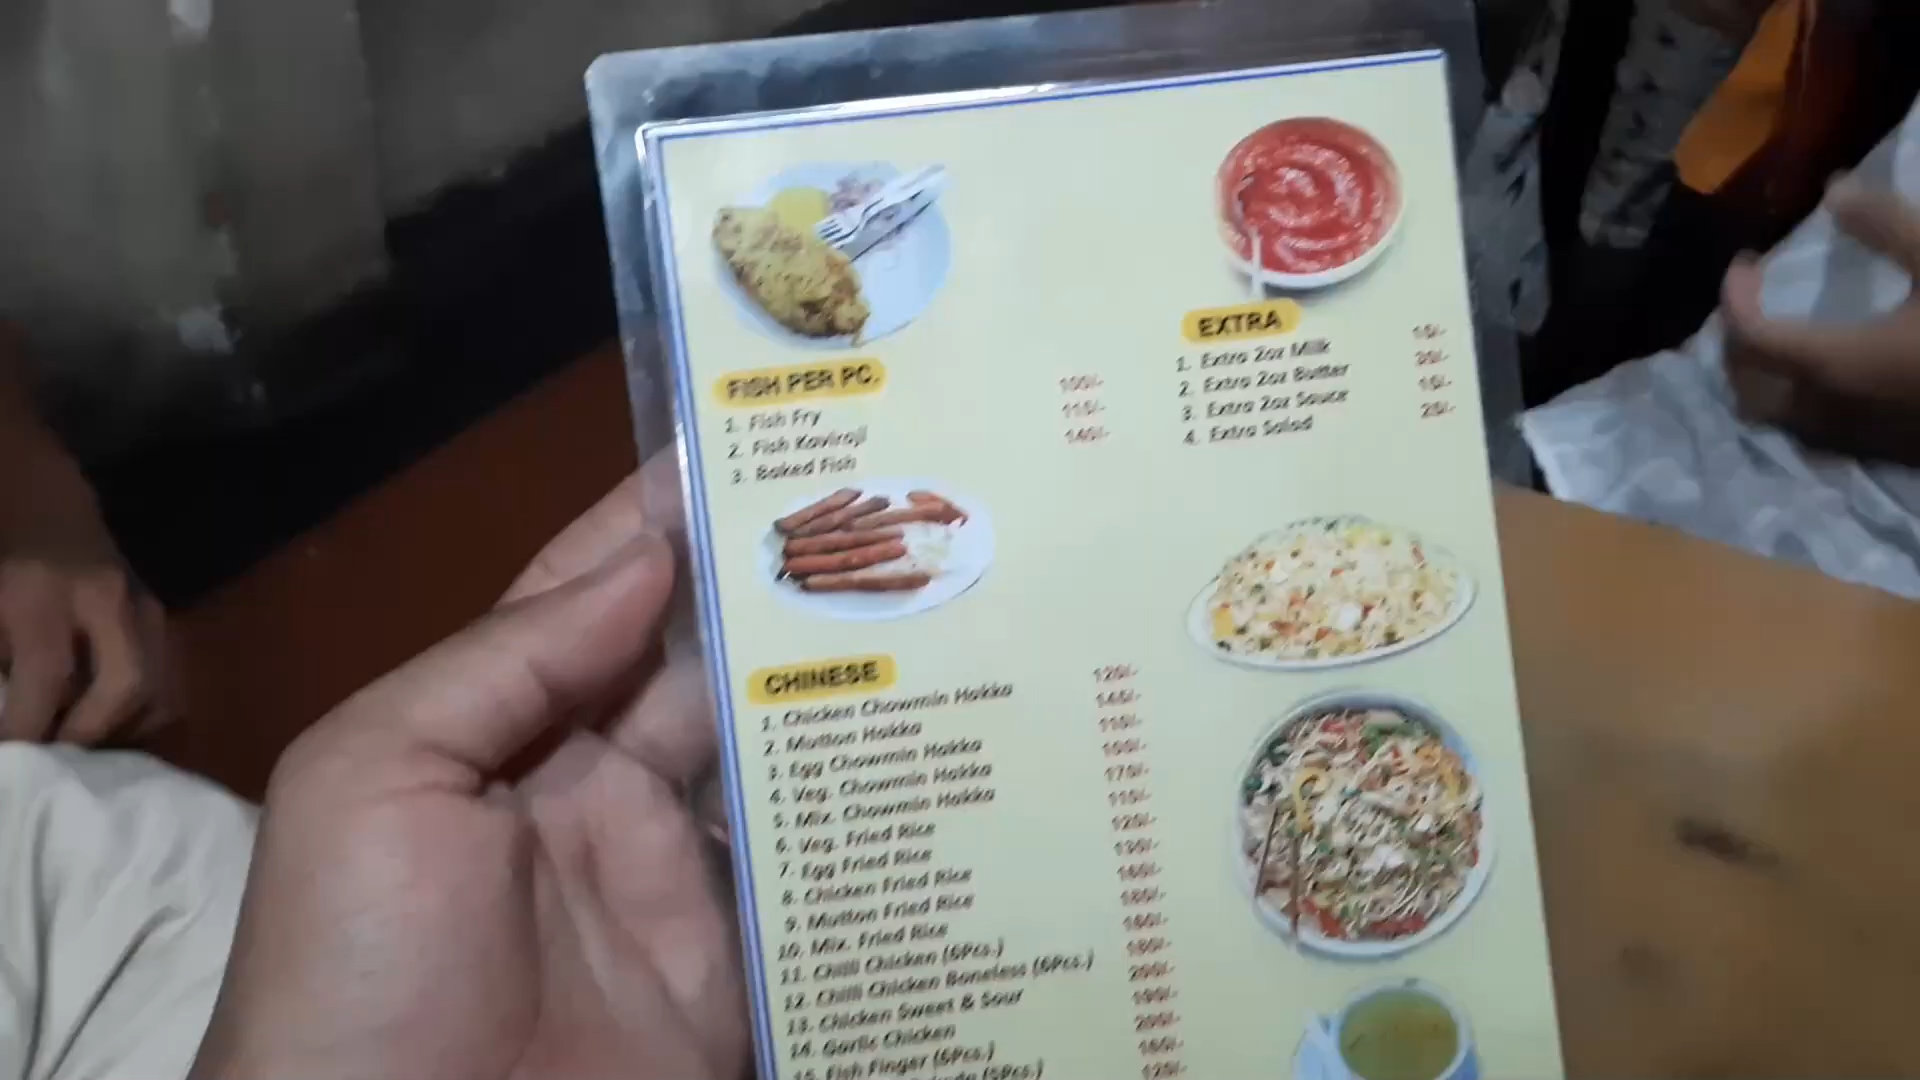 FISH PER PC.
1. Fish Fry 100/-
2. Fish Kaviraji 110/-
3. Baked Fish 140/-
EXTRA
1. Extra 2oz Milk 10/-
2. Extra 2oz Butter 30/-
3. Extra 2oz Sauce 10/-
4. Extra Salad 20/-
CHINESE
1. Chicken Chowmin Hakka 120/-
2. Mutton Hakka 140/-
3. Egg Chowmin Hakka 110/-
4. Veg. Chowmin Hakka 100/-
5. Mix. Chowmin Hakka 170/-
6. Veg. Fried Rice 110/-
7. Egg Fried Rice 120/-
8. Chicken Fried Rice 130/-
9. Mutton Fried Rice 160/-
10. Mix. Fried Rice 180/-
11. Chilli Chicken (6Pcs.) 160/-
12. Chilli Chicken Boneless (6Pcs.) 180/-
13. Chicken Sweet & Sour 200/-
14. Garlic Chicken 190/-
15. Fish Finger (6Pcs.) 200/-